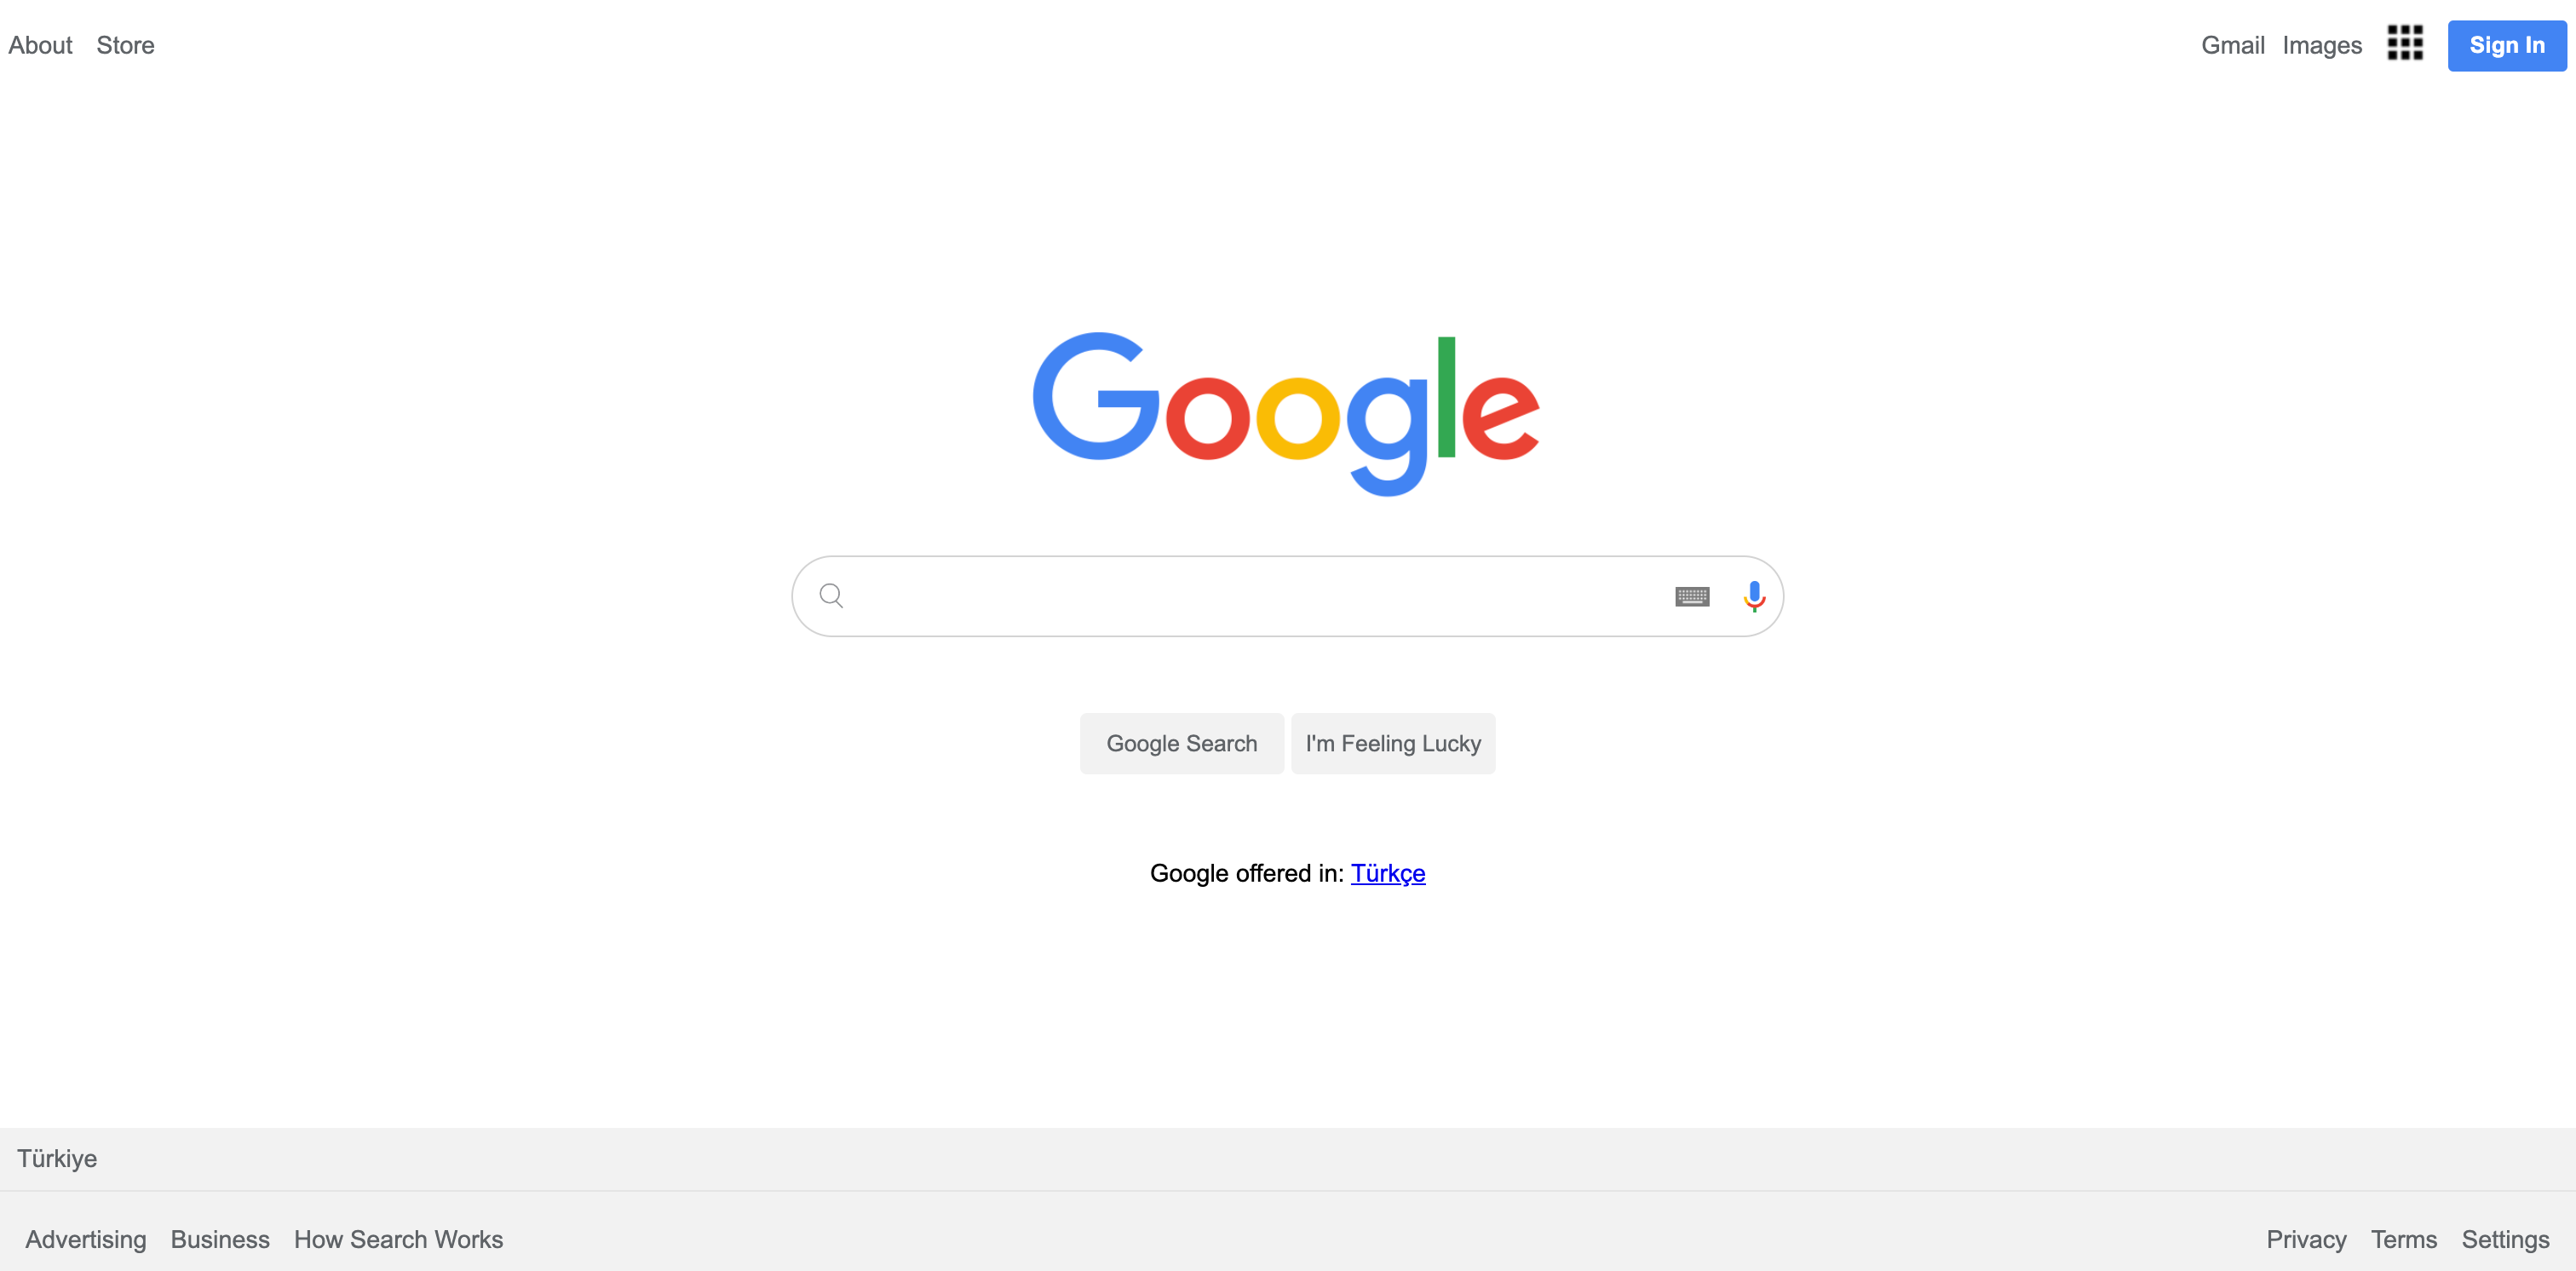 About Store Gmail Images Sign In
Google
Google Search I'm Feeling Lucky
Google offered in: Türkçe
Türkiye
Advertising Business How Search Works Privacy Terms Settings